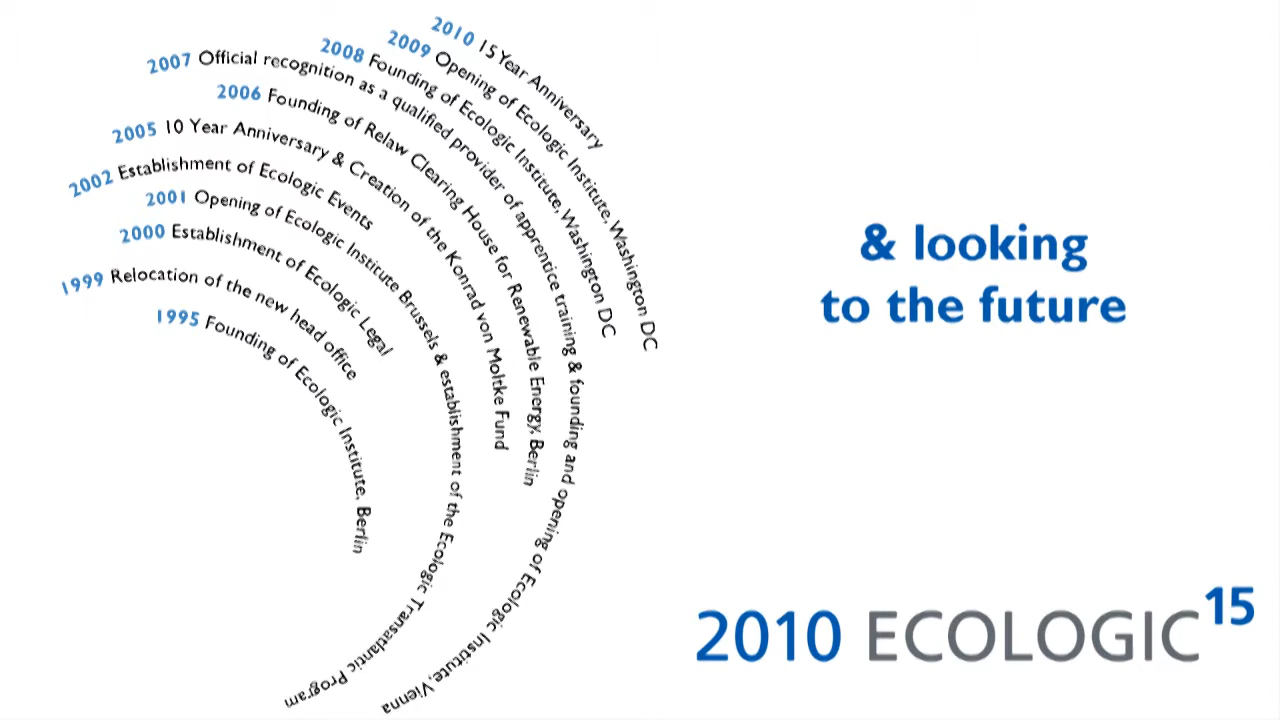 2010 15 Year Anniversary
2009 Opening of Ecologic Institute, Washington DC
2008 Founding of Ecologic Institute, Washington DC
2007 Official recognition as a qualified provider of apprentice training & founding and opening of Ecologic Institute, Vienna
2006 Founding of Relaw Clearing House for Renewable Energy, Berlin
2005 10 Year Anniversary & Creation of the Konrad von Moltke Fund
2002 Establishment of Ecologic Events
2001 Opening of Ecologic Institute Brussels & establishment of the Ecologic Transatlantic Program
2000 Establishment of Ecologic Legal
1999 Relocation of the new head office
1995 Founding of Ecologic Institute, Berlin
& looking
to the future
2010 ECOLOGIC15